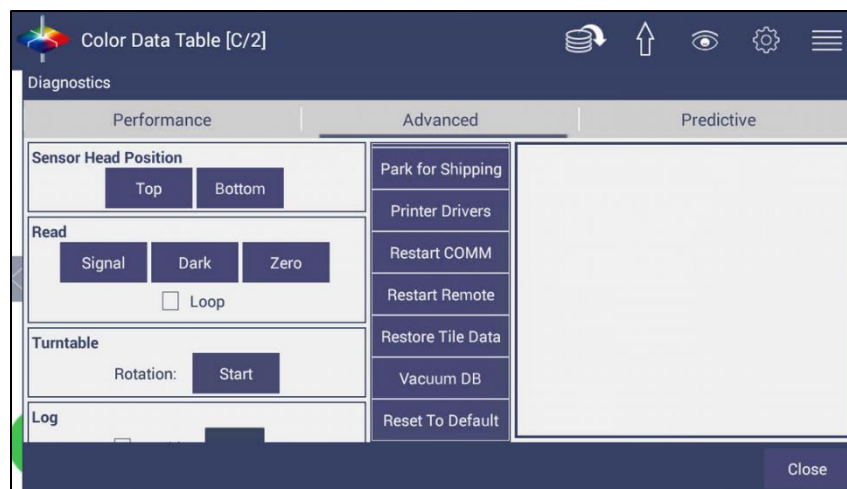 Color Data Table [C/2]
Diagnostics
Performance
Advanced
Predictive
Sensor Head Position
Top Bottom
Read
Signal Dark Zero
Loop
Turntable
Rotation: Start
Log
Park for Shipping
Printer Drivers
Restart COMM
Restart Remote
Restore Tile Data
Vacuum DB
Reset To Default
Close